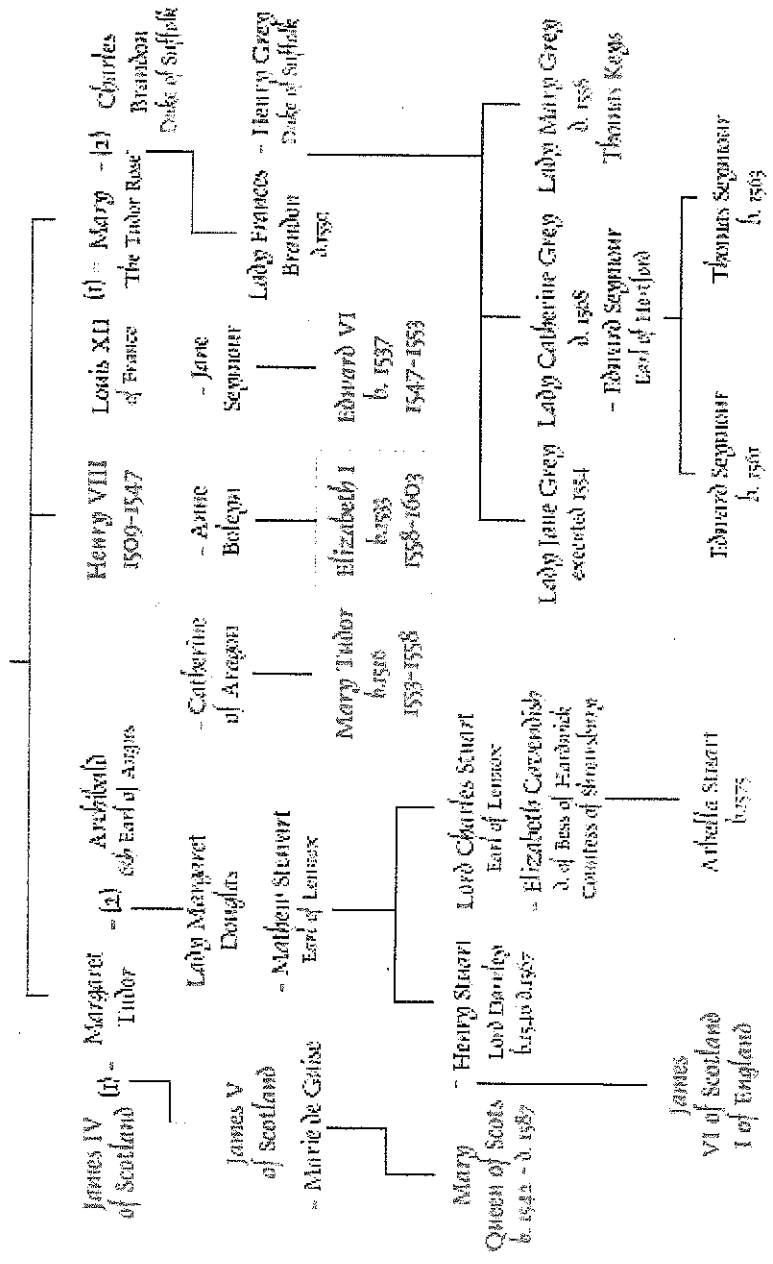 James IV
of Scotland
(1) =
Margaret
Tudor
= (2)
Archibald
6th Earl of Angus
Henry VIII
1509-1547
Louis XII
of France
(1) = Mary
The Tudor Rose
= (2)
Charles
Brandon
Duke of Suffolk
James V
of Scotland
= Marie de Guise
Lady Margaret
Douglas
= Mathew Stewart
Earl of Lennox
= Catherine
of Aragon
= Anne
Boleyn
= Jane
Seymour
Lady Frances
Brandon
= Henry Grey
Duke of Suffolk
Mary Tudor
b.1516
1553-1558
Elizabeth I
b.1533
1558-1603
Edward VI
b. 1537
1547-1553
Mary
Queen of Scots
b. 1542 - d. 1587
= Henry Stuart
Lord Darnley
b.1546 d.1567
Lord Charles Stuart
Earl of Lennox
= Elizabeth Cavendish
d. of Bess of Hardwick
Countess of Shrewsbury
Lady Jane Grey
executed 1554
Lady Catherine Grey
d. 1568
= Edward Seymour
Earl of Hertford
Lady Mary Grey
Thomas Keys
James
VI of Scotland
I of England
Arbella Stuart
b.1575
Edward Seymour
b. 1561
Thomas Seymour
b. 1563